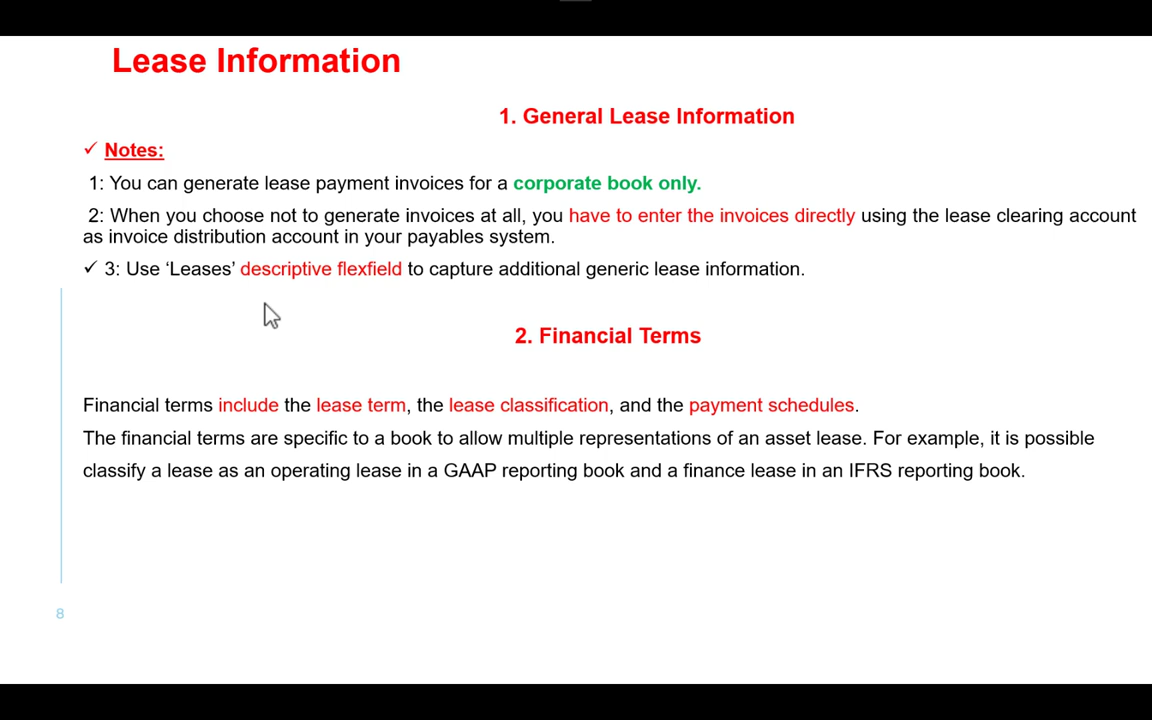 Lease Information
1. General Lease Information
✓ Notes:
1: You can generate lease payment invoices for a corporate book only.
2: When you choose not to generate invoices at all, you have to enter the invoices directly using the lease clearing account
as invoice distribution account in your payables system.
✓ 3: Use ‘Leases’ descriptive flexfield to capture additional generic lease information.
2. Financial Terms
Financial terms include the lease term, the lease classification, and the payment schedules.
The financial terms are specific to a book to allow multiple representations of an asset lease. For example, it is possible
classify a lease as an operating lease in a GAAP reporting book and a finance lease in an IFRS reporting book.
8